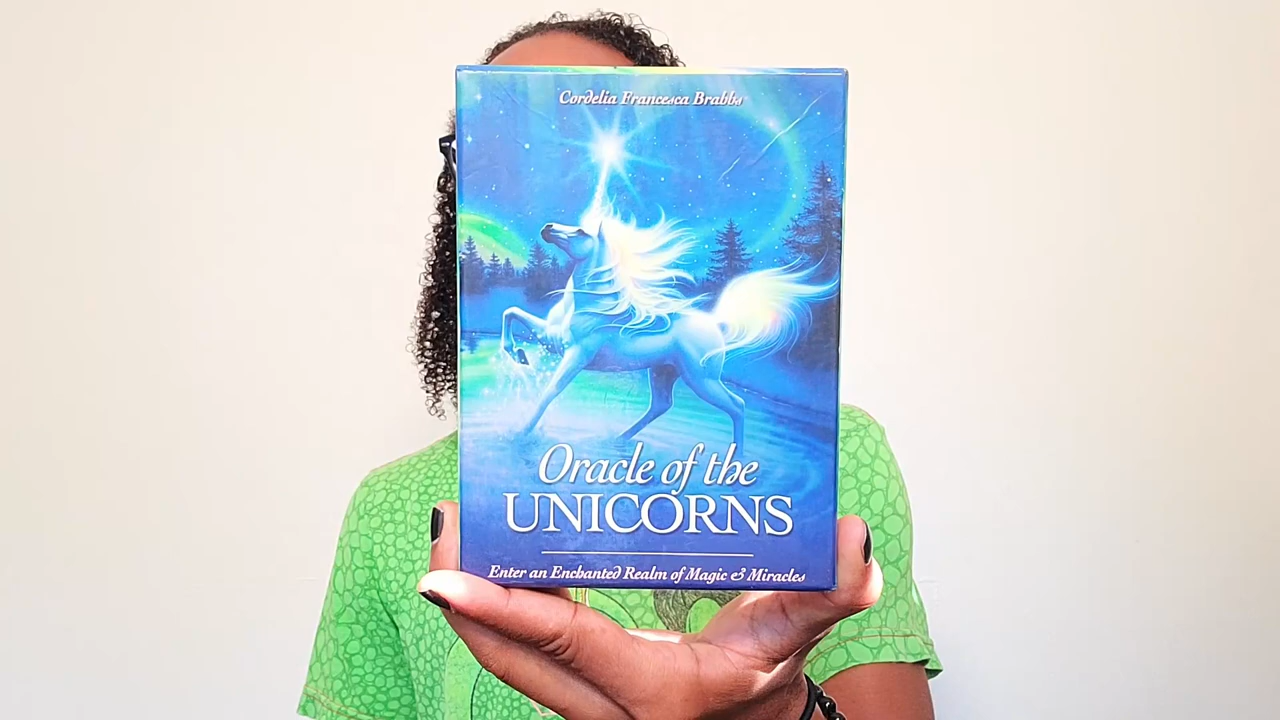 Cordelia Francesca Brabbs
Oracle of the
UNICORNS
Enter an Enchanted Realm of Magic & Miracles